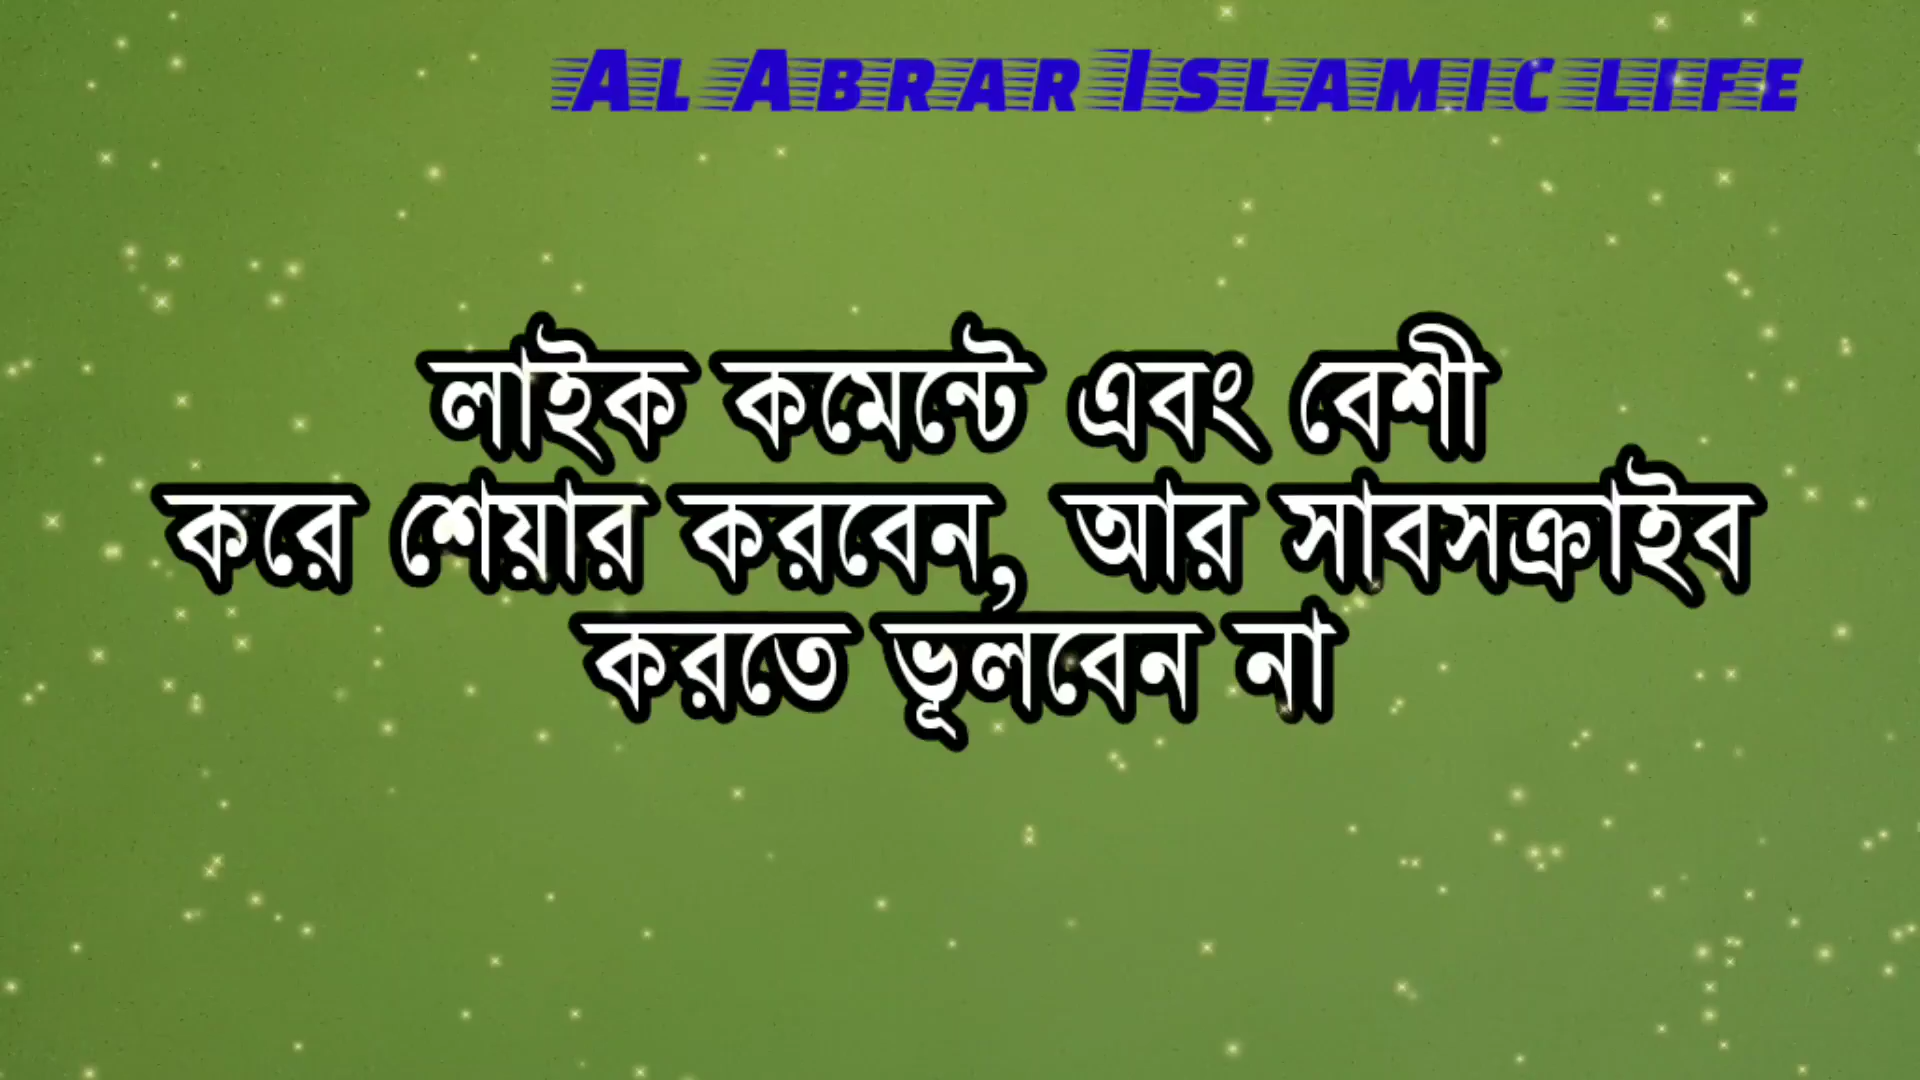 Al Abrar Islamic life
লাইক কমেন্টে এবং বেশী
করে শেয়ার করবেন, আর সাবসক্রাইব
করতে ভূলবেন না